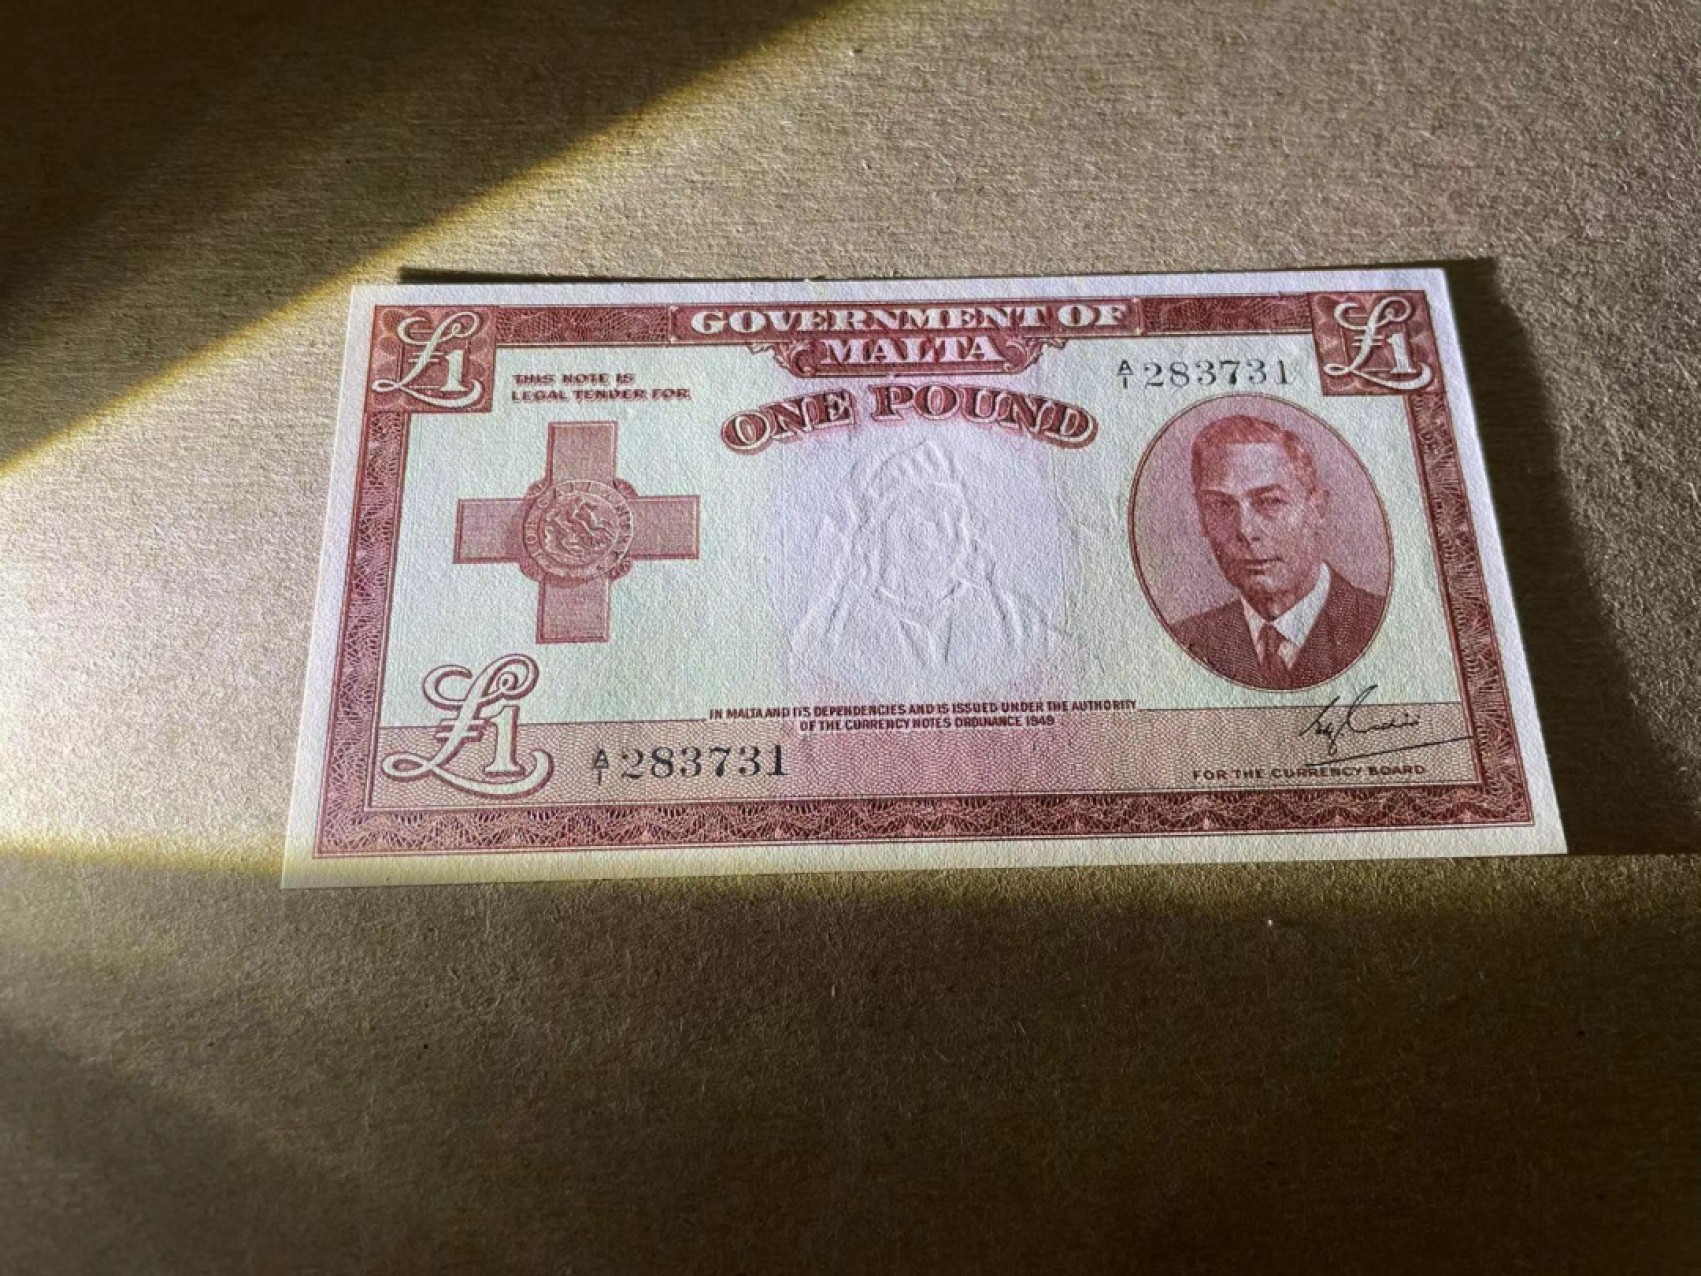 £1
GOVERNMENT OF
MALTA
£1
THIS NOTE IS
LEGAL TENDER FOR
ONE POUND
A/1 283731
IN MALTA AND ITS DEPENDENCIES AND IS ISSUED UNDER THE AUTHORITY
OF THE CURRENCY NOTES ORDINANCE 1949
£1
A/1 283731
FOR THE CURRENCY BOARD